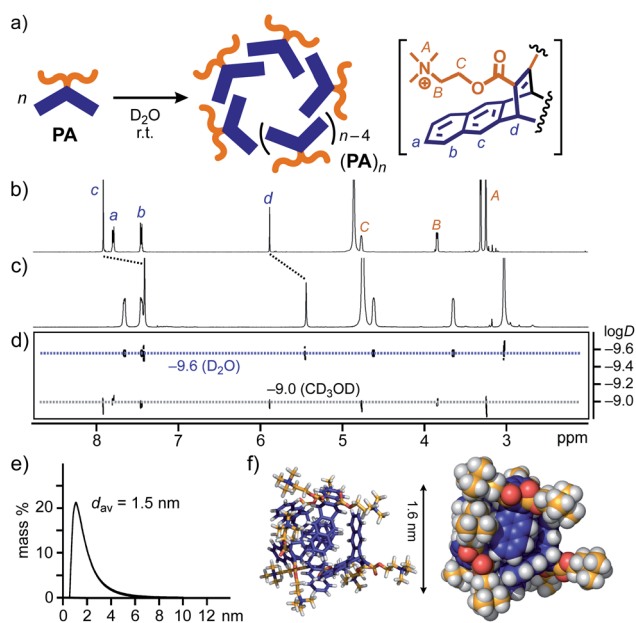 a)
n
PA
D2O
r.t.
n–4
(PA)n
A
N
⊕
B
C
O
O
a
b
c
d
b)
c
a
b
d
C
B
A
c)
d)
–9.6 (D2O)
–9.0 (CD3OD)
logD
–9.6
–9.4
–9.2
–9.0
8 7 6 5 4 3 ppm
e)
mass %
20
10
0
dav = 1.5 nm
0 2 4 6 8 10 12 nm
f)
1.6 nm